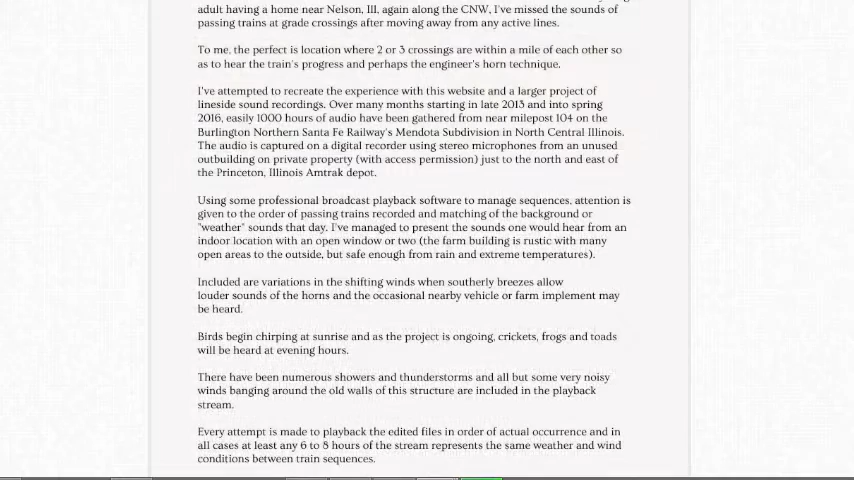 adult having a home near Nelson, Ill, again along the CNW, I've missed the sounds of
passing trains at grade crossings after moving away from any active lines.
To me, the perfect is location where 2 or 3 crossings are within a mile of each other so
as to hear the train's progress and perhaps the engineer's horn technique.
I've attempted to recreate the experience with this website and a larger project of
lineside sound recordings. Over many months starting in late 2013 and into spring
2016, easily 1000 hours of audio have been gathered from near milepost 104 on the
Burlington Northern Santa Fe Railway's Mendota Subdivision in North Central Illinois.
The audio is captured on a digital recorder using stereo microphones from an unused
outbuilding on private property (with access permission) just to the north and east of
the Princeton, Illinois Amtrak depot.
Using some professional broadcast playback software to manage sequences, attention is
given to the order of passing trains recorded and matching of the background or
"weather" sounds that day. I've managed to present the sounds one would hear from an
indoor location with an open window or two (the farm building is rustic with many
open areas to the outside, but safe enough from rain and extreme temperatures).
Included are variations in the shifting winds when southerly breezes allow
louder sounds of the horns and the occasional nearby vehicle or farm implement may
be heard.
Birds begin chirping at sunrise and as the project is ongoing, crickets, frogs and toads
will be heard at evening hours.
There have been numerous showers and thunderstorms and all but some very noisy
winds banging around the old walls of this structure are included in the playback
stream.
Every attempt is made to playback the edited files in order of actual occurrence and in
all cases at least any 6 to 8 hours of the stream represents the same weather and wind
conditions between train sequences.